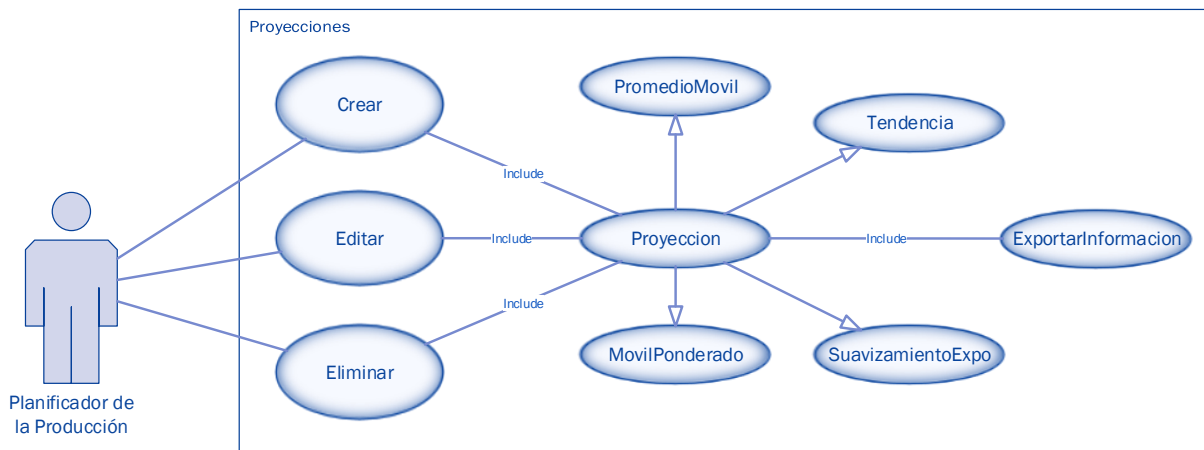 Proyecciones
PromedioMovil
Crear
Tendencia
Include
Editar
Include
Proyeccion
Include
ExportarInformacion
Include
MovilPonderado
SuavizamientoExpo
Eliminar
Planificador de
la Producción